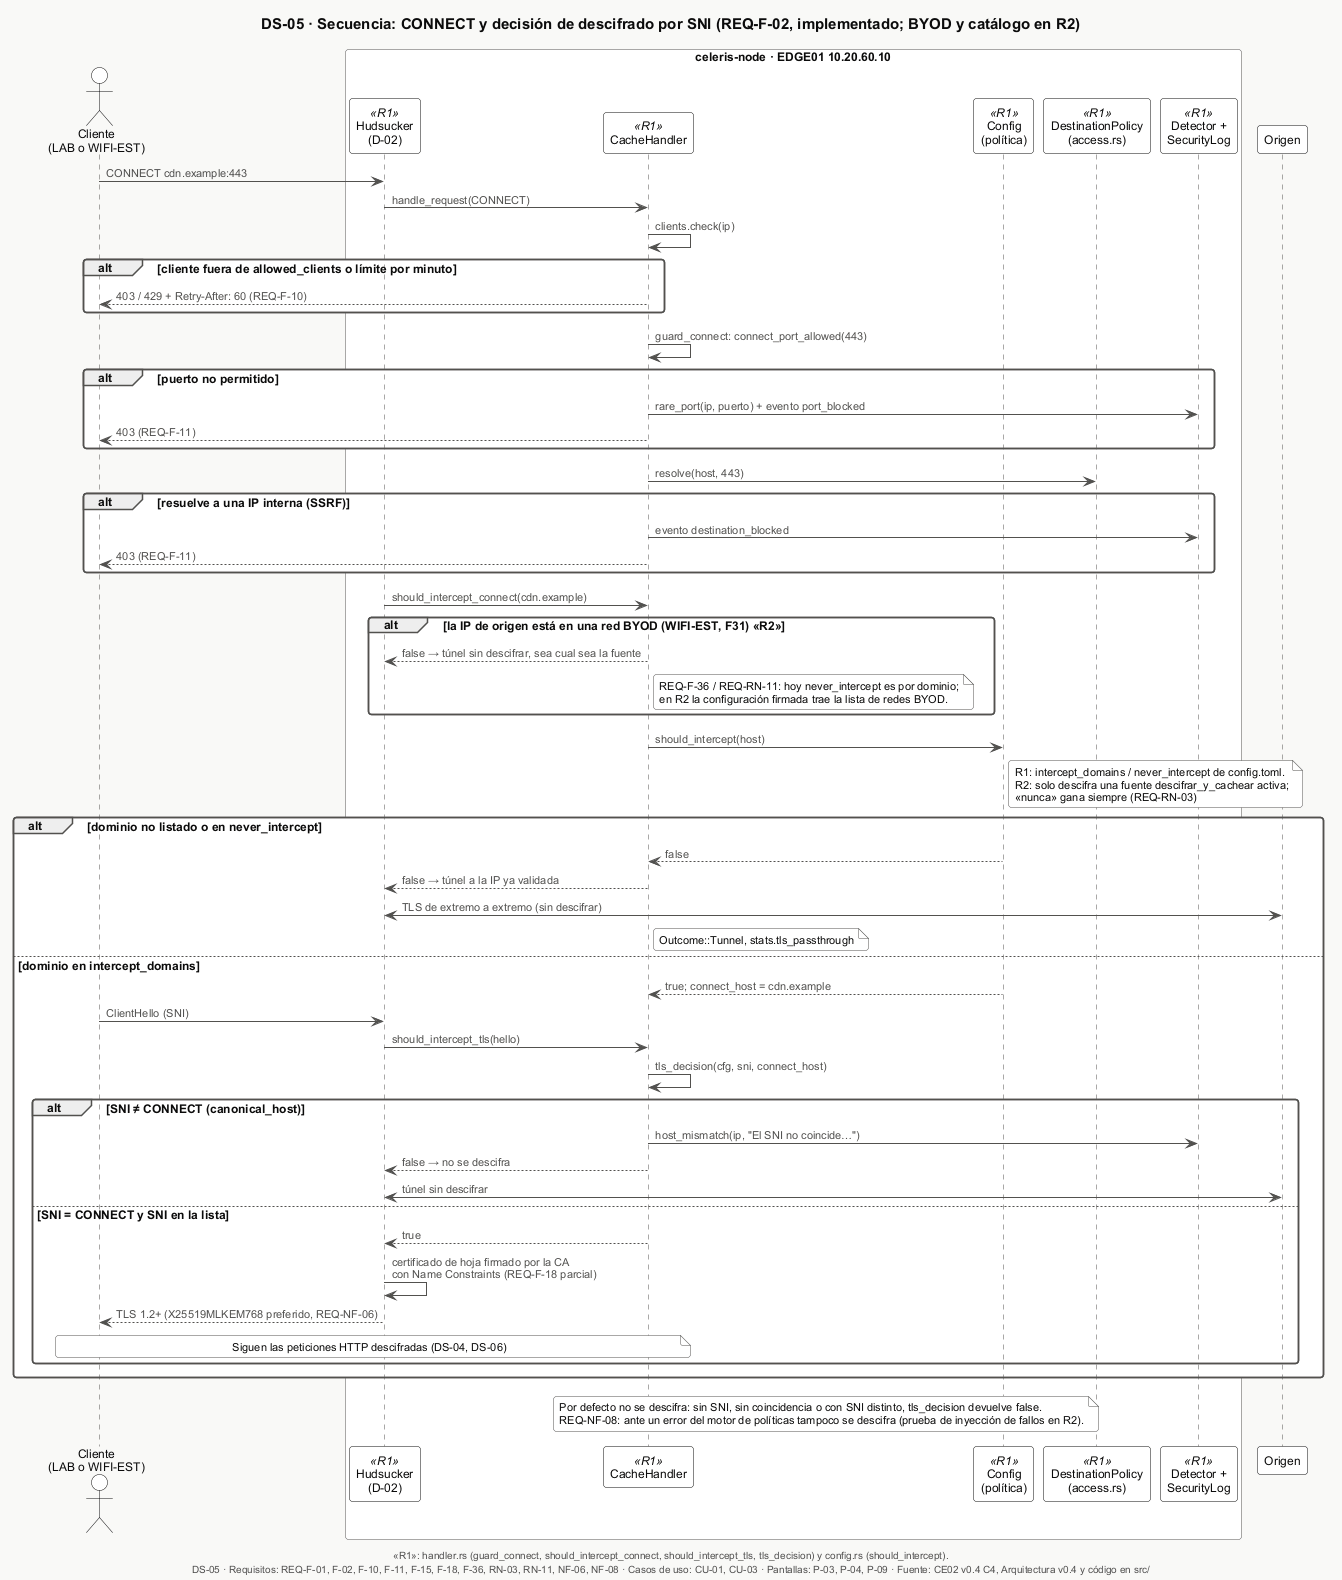 DS-05 · Secuencia: CONNECT y decisión de descifrado por SNI (REQ-F-02, implementado; BYOD y catálogo en R2)
celeris-node · EDGE01 10.20.60.10
Cliente
(LAB o WIFI-EST)
«R1»
Hudsucker
(D-02)
«R1»
CacheHandler
«R1»
Config
(política)
«R1»
DestinationPolicy
(access.rs)
«R1»
Detector +
SecurityLog
Origen
CONNECT cdn.example:443
handle_request(CONNECT)
clients.check(ip)
alt [cliente fuera de allowed_clients o límite por minuto]
403 / 429 + Retry-After: 60 (REQ-F-10)
guard_connect: connect_port_allowed(443)
alt [puerto no permitido]
rare_port(ip, puerto) + evento port_blocked
403 (REQ-F-11)
resolve(host, 443)
alt [resuelve a una IP interna (SSRF)]
evento destination_blocked
403 (REQ-F-11)
should_intercept_connect(cdn.example)
alt [la IP de origen está en una red BYOD (WIFI-EST, F31) «R2»]
false → túnel sin descifrar, sea cual sea la fuente
REQ-F-36 / REQ-RN-11: hoy never_intercept es por dominio;
en R2 la configuración firmada trae la lista de redes BYOD.
should_intercept(host)
R1: intercept_domains / never_intercept de config.toml.
R2: solo descifra una fuente descifrar_y_cachear activa;
«nunca» gana siempre (REQ-RN-03)
alt [dominio no listado o en never_intercept]
false
false → túnel a la IP ya validada
TLS de extremo a extremo (sin descifrar)
Outcome::Tunnel, stats.tls_passthrough
[dominio en intercept_domains]
true; connect_host = cdn.example
ClientHello (SNI)
should_intercept_tls(hello)
tls_decision(cfg, sni, connect_host)
alt [SNI ≠ CONNECT (canonical_host)]
host_mismatch(ip, "El SNI no coincide...")
false → no se descifra
túnel sin descifrar
[SNI = CONNECT y SNI en la lista]
true
certificado de hoja firmado por la CA
con Name Constraints (REQ-F-18 parcial)
TLS 1.2+ (X25519MLKEM768 preferido, REQ-NF-06)
Siguen las peticiones HTTP descifradas (DS-04, DS-06)
Por defecto no se descifra: sin SNI, sin coincidencia o con SNI distinto, tls_decision devuelve false.
REQ-NF-08: ante un error del motor de políticas tampoco se descifra (prueba de inyección de fallos en R2).
Cliente
(LAB o WIFI-EST)
«R1»
Hudsucker
(D-02)
«R1»
CacheHandler
«R1»
Config
(política)
«R1»
DestinationPolicy
(access.rs)
«R1»
Detector +
SecurityLog
Origen
«R1»: handler.rs (guard_connect, should_intercept_connect, should_intercept_tls, tls_decision) y config.rs (should_intercept).
DS-05 · Requisitos: REQ-F-01, F-02, F-10, F-11, F-15, F-18, F-36, RN-03, RN-11, NF-06, NF-08 · Casos de uso: CU-01, CU-03 · Pantallas: P-03, P-04, P-09 · Fuente: CE02 v0.4 C4, Arquitectura v0.4 y código en src/